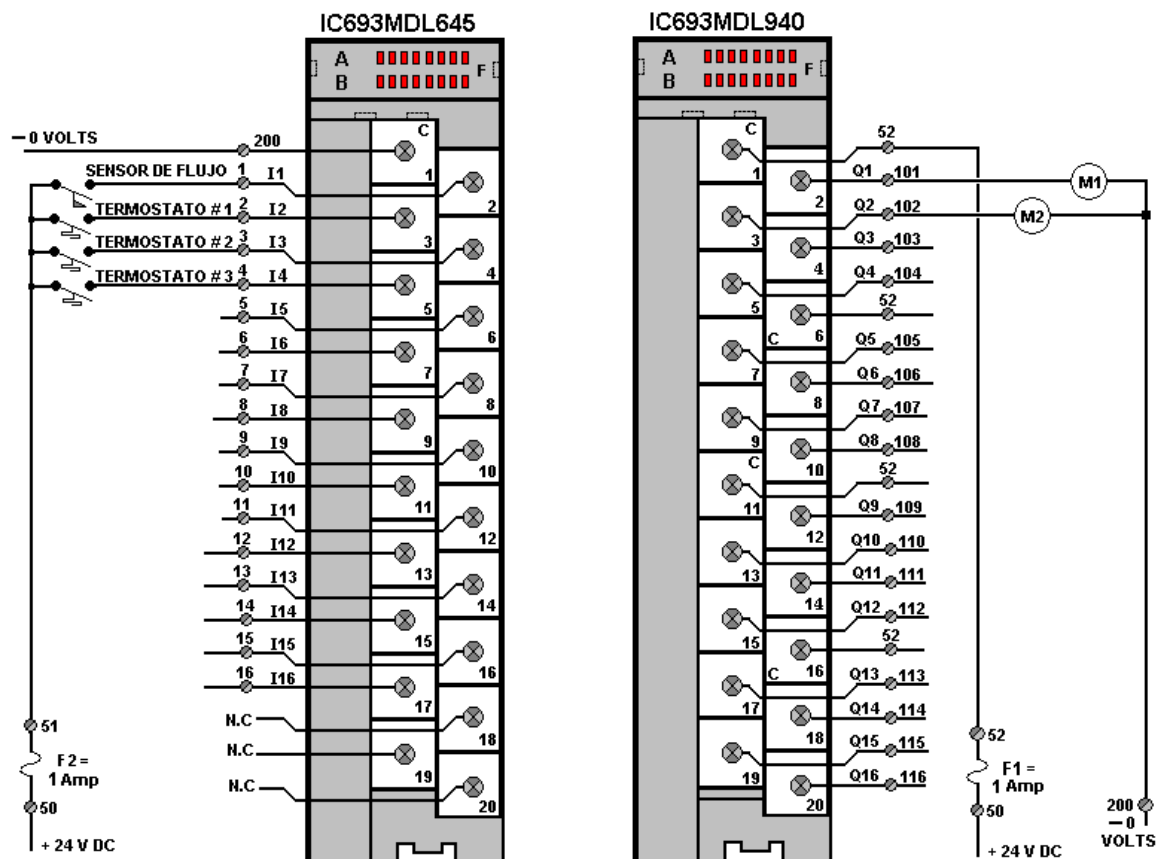 IC693MDL645
A
B
F
— 0 VOLTS
200
C
1
SENSOR DE FLUJO 1 I1
2
TERMOSTATO # 1 2 I2
3
TERMOSTATO # 2 3 I3
4
TERMOSTATO # 3 4 I4
5
5 I5
6
6 I6
7
7 I7
8
8 I8
9
9 I9
10
10 I10
11
11 I11
12
12 I12
13
13 I13
14
14 I14
15
15 I15
16
16 I16
17
N.C
18
N.C
19
N.C
20
51
F2 =
1 Amp
50
+ 24 V DC
IC693MDL940
A
B
F
C
52
1
Q1 101
M1
2
Q2 102
M2
3
Q3 103
4
Q4 104
5
52
6
C
Q5 105
7
Q6 106
8
Q7 107
9
Q8 108
10
C
52
11
Q9 109
12
Q10 110
13
Q11 111
14
Q12 112
15
52
16
C
Q13 113
17
Q14 114
18
Q15 115
19
Q16 116
20
52
F1 =
1 Amp
50
+ 24 V DC
200
— 0
VOLTS